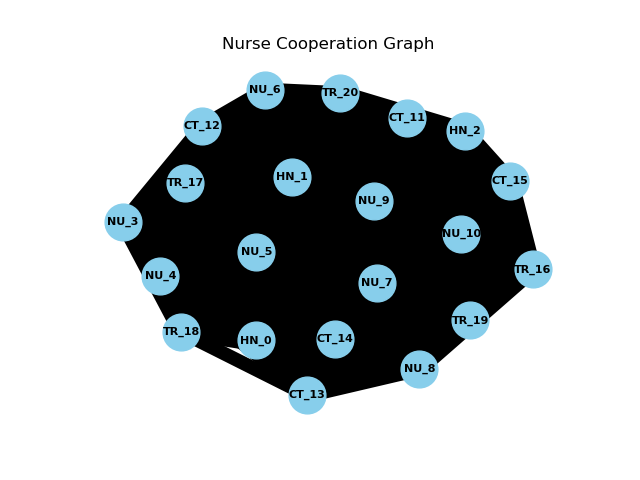 Nurse Cooperation Graph
NU_6
TR_20
CT_11
CT_12
HN_2
HN_1
TR_17
CT_15
NU_9
NU_3
NU_10
NU_5
TR_16
NU_4
NU_7
TR_19
TR_18
HN_0
CT_14
NU_8
CT_13